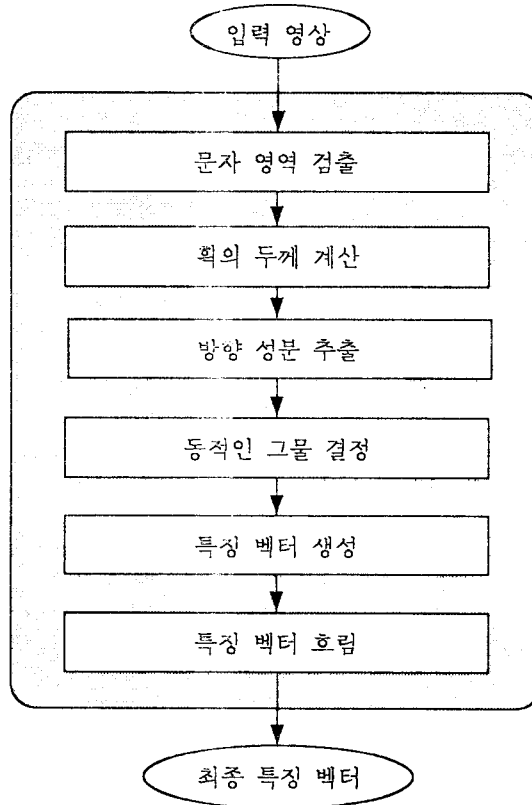 입력 영상
문자 영역 검출
획의 두께 계산
방향 성분 추출
동적인 그물 결정
특징 벡터 생성
특징 벡터 흐림
최종 특징 벡터